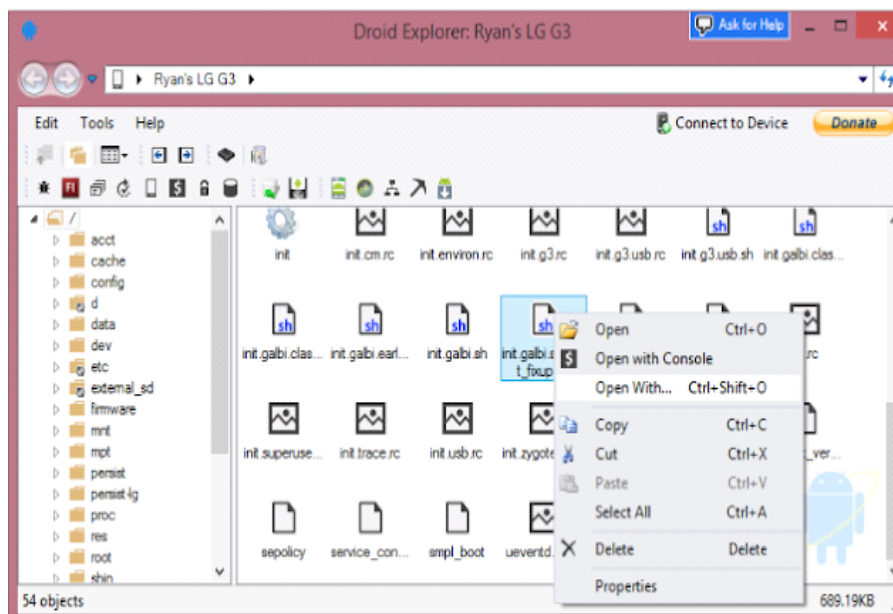 Droid Explorer: Ryan's LG G3
Ask for Help
Ryan's LG G3
Edit Tools Help
Connect to Device
Donate
/
acct
cache
config
d
data
dev
etc
external_sd
firmware
mnt
mpt
persist
persist-lg
proc
res
root
sbin
init
init.cm.rc
init.environ.rc
init.g3.rc
init.g3.usb.rc
init.g3.usb.sh
init.galbi.clas...
init.galbi.clas...
init.galbi.earl...
init.galbi.sh
init.galbi.s
t_fixup
.rc
init.superuse...
init.trace.rc
init.usb.rc
init.zygote
_ver...
sepolicy
service_con...
smpl_boot
ueventd.
Open Ctrl+O
Open with Console
Open With... Ctrl+Shift+O
Copy Ctrl+C
Cut Ctrl+X
Paste Ctrl+V
Select All Ctrl+A
Delete Delete
Properties
54 objects
689.19KB